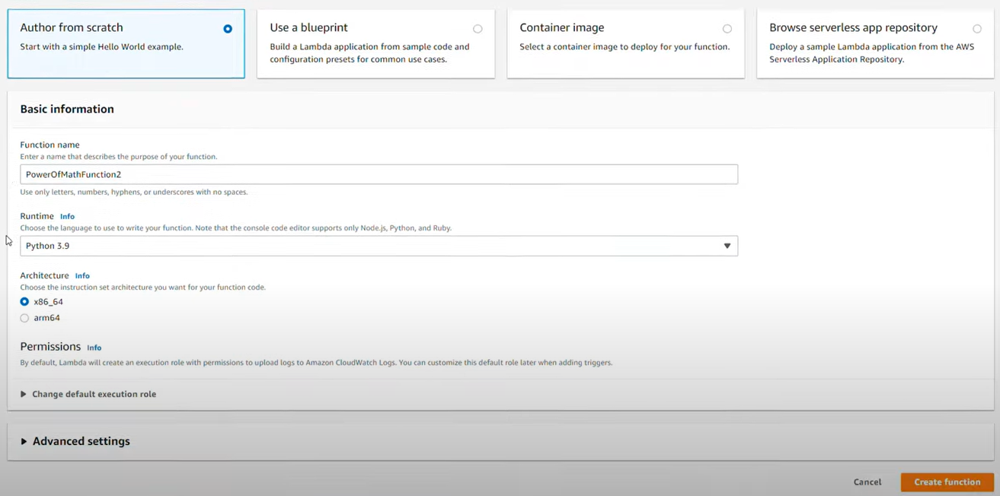 Author from scratch
Start with a simple Hello World example.
Use a blueprint
Build a Lambda application from sample code and
configuration presets for common use cases.
Container image
Select a container image to deploy for your function.
Browse serverless app repository
Deploy a sample Lambda application from the AWS
Serverless Application Repository.
Basic information
Function name
Enter a name that describes the purpose of your function.
PowerOfMathFunction2
Use only letters, numbers, hyphens, or underscores with no spaces.
Runtime Info
Choose the language to use to write your function. Note that the console code editor supports only Node.js, Python, and Ruby.
Python 3.9
Architecture Info
Choose the instruction set architecture you want for your function code.
x86_64
arm64
Permissions Info
By default, Lambda will create an execution role with permissions to upload logs to Amazon CloudWatch Logs. You can customize this default role later when adding triggers.
Change default execution role
Advanced settings
Cancel
Create function